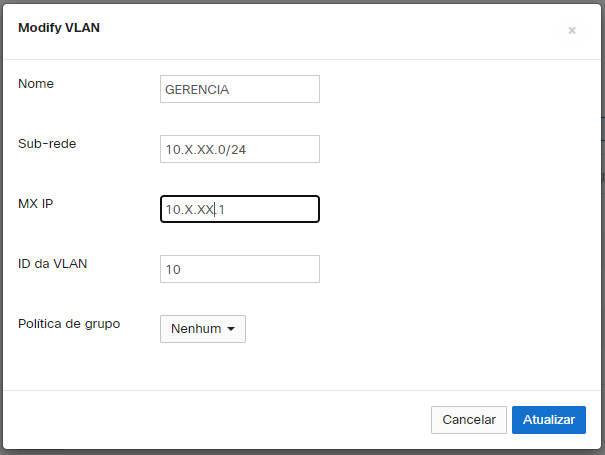 Modify VLAN
×
Nome
GERENCIA
Sub-rede
10.X.XX.0/24
MX IP
10.X.XX.1
ID da VLAN
10
Política de grupo
Nenhum
Cancelar
Atualizar